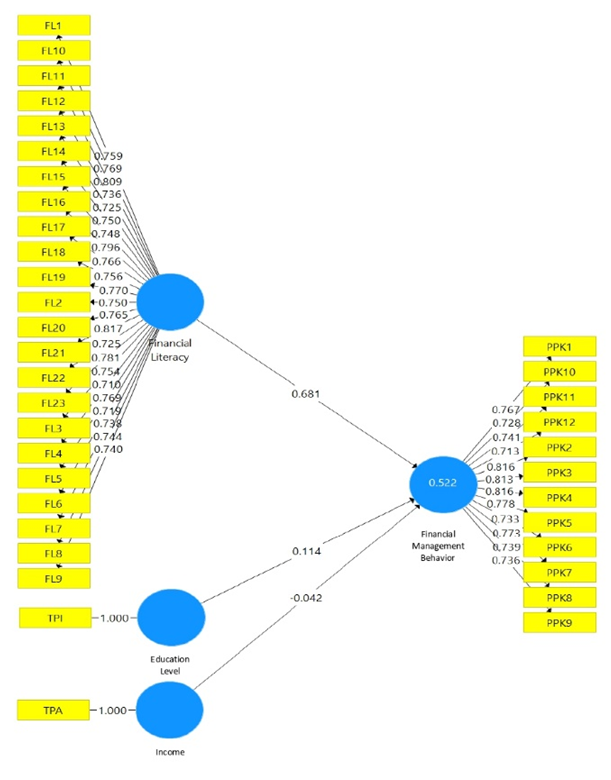 FL1
FL10
FL11
FL12
FL13
FL14
FL15
FL16
FL17
FL18
FL19
FL2
FL20
FL21
FL22
FL23
FL3
FL4
FL5
FL6
FL7
FL8
FL9
0.759
0.769
0.809
0.736
0.725
0.750
0.748
0.796
0.766
0.756
0.770
0.750
0.765
0.817
0.725
0.781
0.754
0.710
0.769
0.719
0.738
0.744
0.740
Financial
Literacy
0.681
TPI
1.000
Education
Level
0.114
TPA
1.000
Income
-0.042
0.522
Financial
Management
Behavior
0.767
0.728
0.741
0.713
0.816
0.813
0.816
0.778
0.733
0.773
0.739
0.736
PPK1
PPK10
PPK11
PPK12
PPK2
PPK3
PPK4
PPK5
PPK6
PPK7
PPK8
PPK9